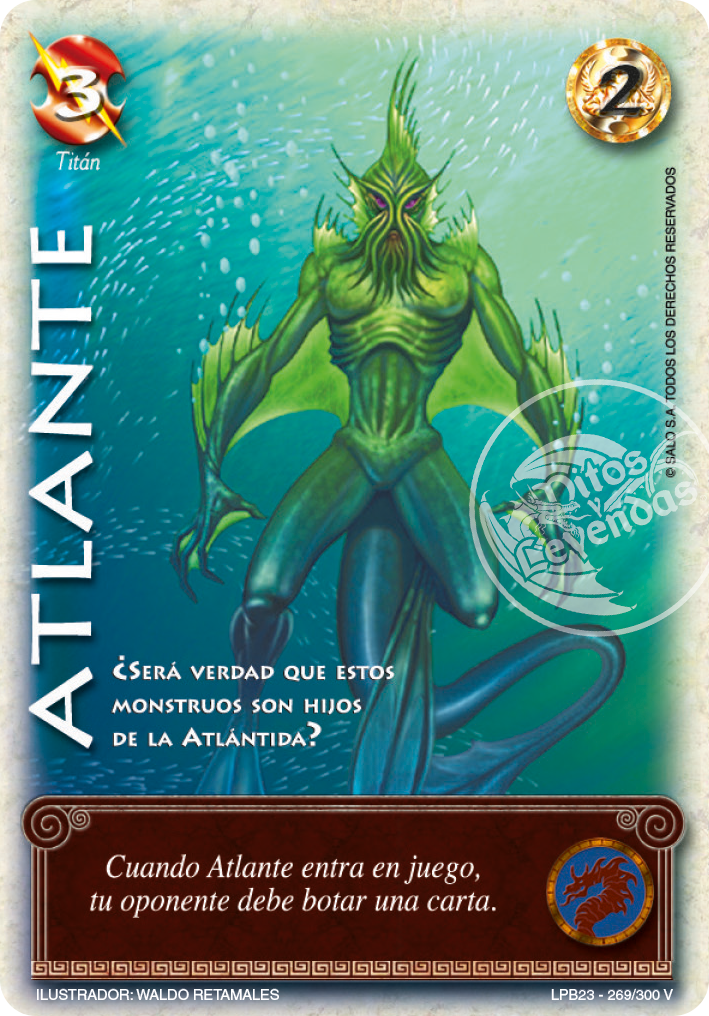 3
2
Titán
ATLANTE
© SALO S.A. TODOS LOS DERECHOS RESERVADOS
Mitos
y
Leyendas
¿Será verdad que estos
monstruos son hijos
de la Atlántida?
Cuando Atlante entra en juego,
tu oponente debe botar una carta.
ILUSTRADOR: WALDO RETAMALES
LPB23 - 269/300 V